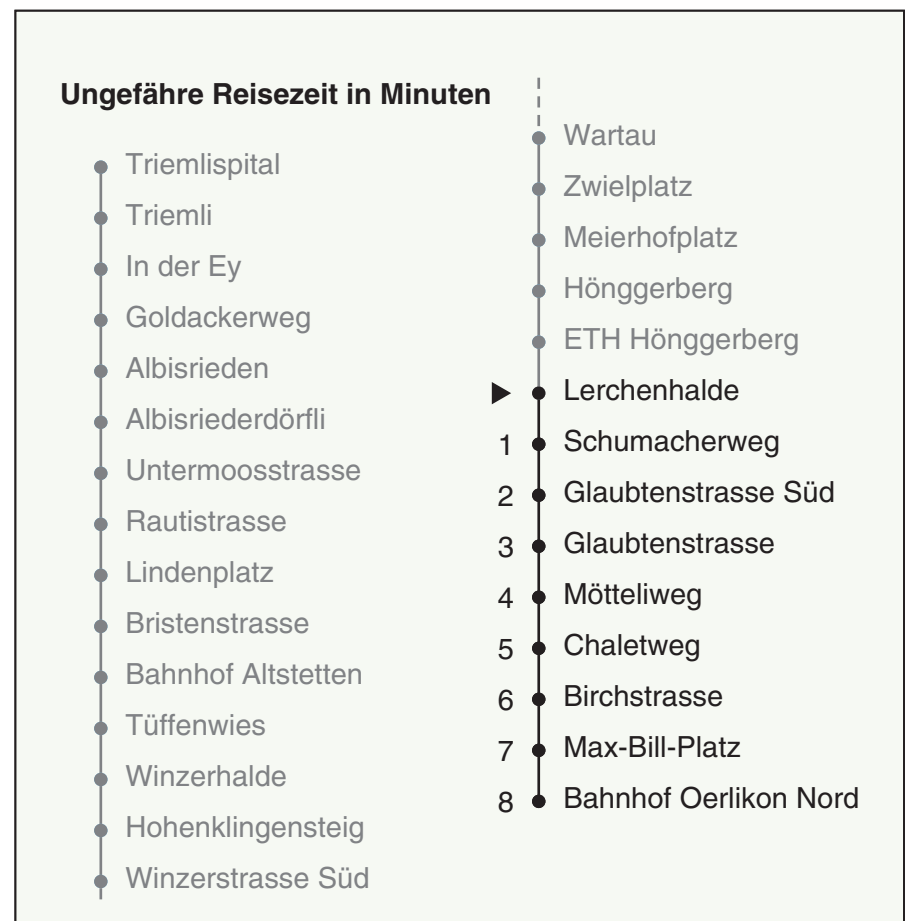 Ungefähre Reisezeit in Minuten
Triemlispital
Triemli
In der Ey
Goldackerweg
Albisrieden
Albisriederdörfli
Untermoosstrasse
Rautistrasse
Lindenplatz
Bristenstrasse
Bahnhof Altstetten
Tüffenwies
Winzerhalde
Hohenklingensteig
Winzerstrasse Süd
Wartau
Zwielplatz
Meierhofplatz
Hönggerberg
ETH Hönggerberg
Lerchenhalde
1 Schumacherweg
2 Glaubtenstrasse Süd
3 Glaubtenstrasse
4 Mötteliweg
5 Chaletweg
6 Birchstrasse
7 Max-Bill-Platz
8 Bahnhof Oerlikon Nord